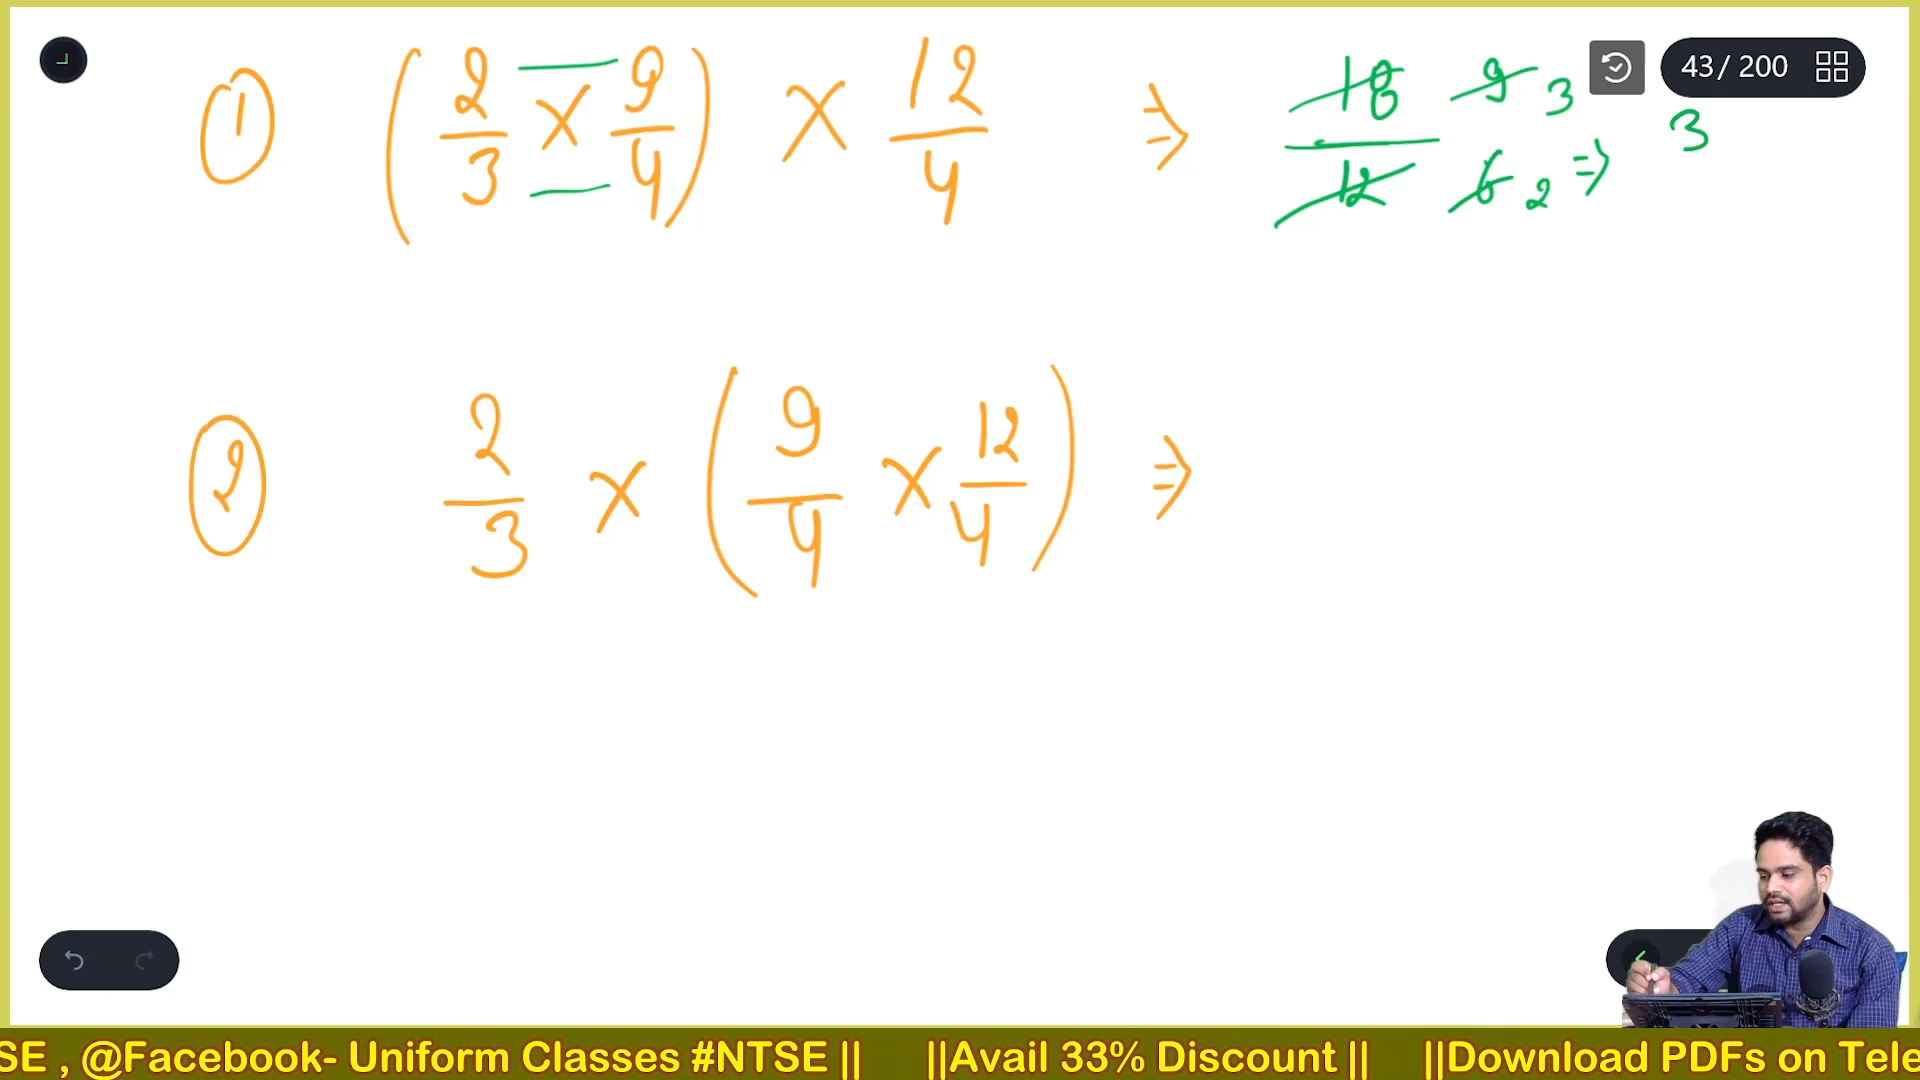 ① (2/3 × 9/4) × 12/4 ⇒ 18/12 9/6 3/2 ⇒ 3
43/ 200
② 2/3 × (9/4 × 12/4) ⇒
SE , @Facebook- Uniform Classes #NTSE || ||Avail 33% Discount || ||Download PDFs on Tele